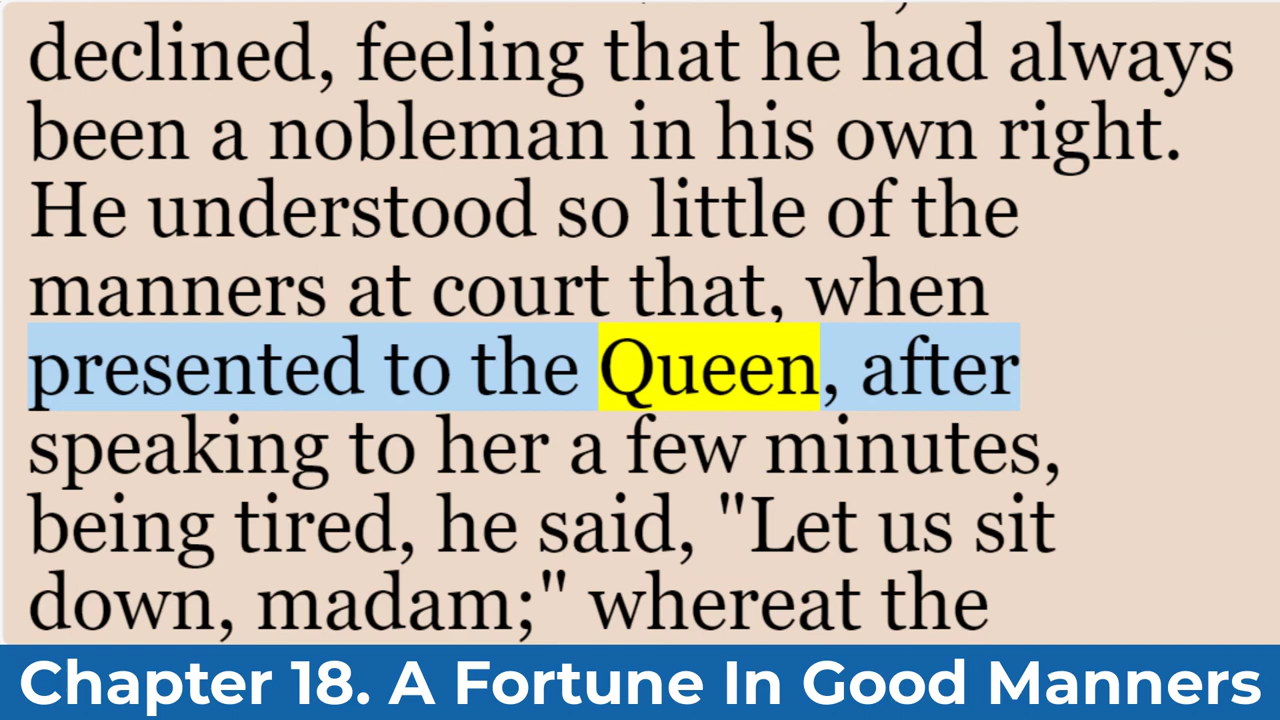 declined, feeling that he had always
been a nobleman in his own right.
He understood so little of the
manners at court that, when
presented to the Queen, after
speaking to her a few minutes,
being tired, he said, "Let us sit
down, madam;" whereat the
Chapter 18. A Fortune In Good Manners